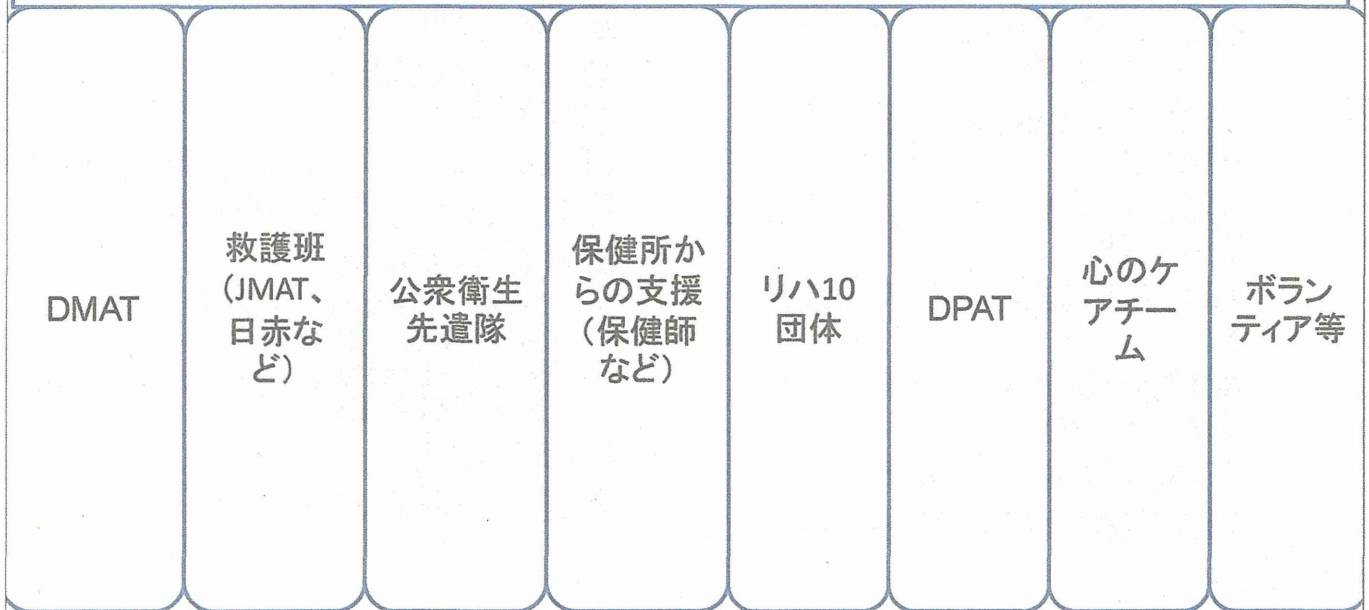 DMAT
救護班
(JMAT、
日赤な
ど)
公衆衛生
先遣隊
保健所か
らの支援
(保健師
など)
リハ10
団体
DPAT
心のケ
アチー
ム
ボラン
ティア等